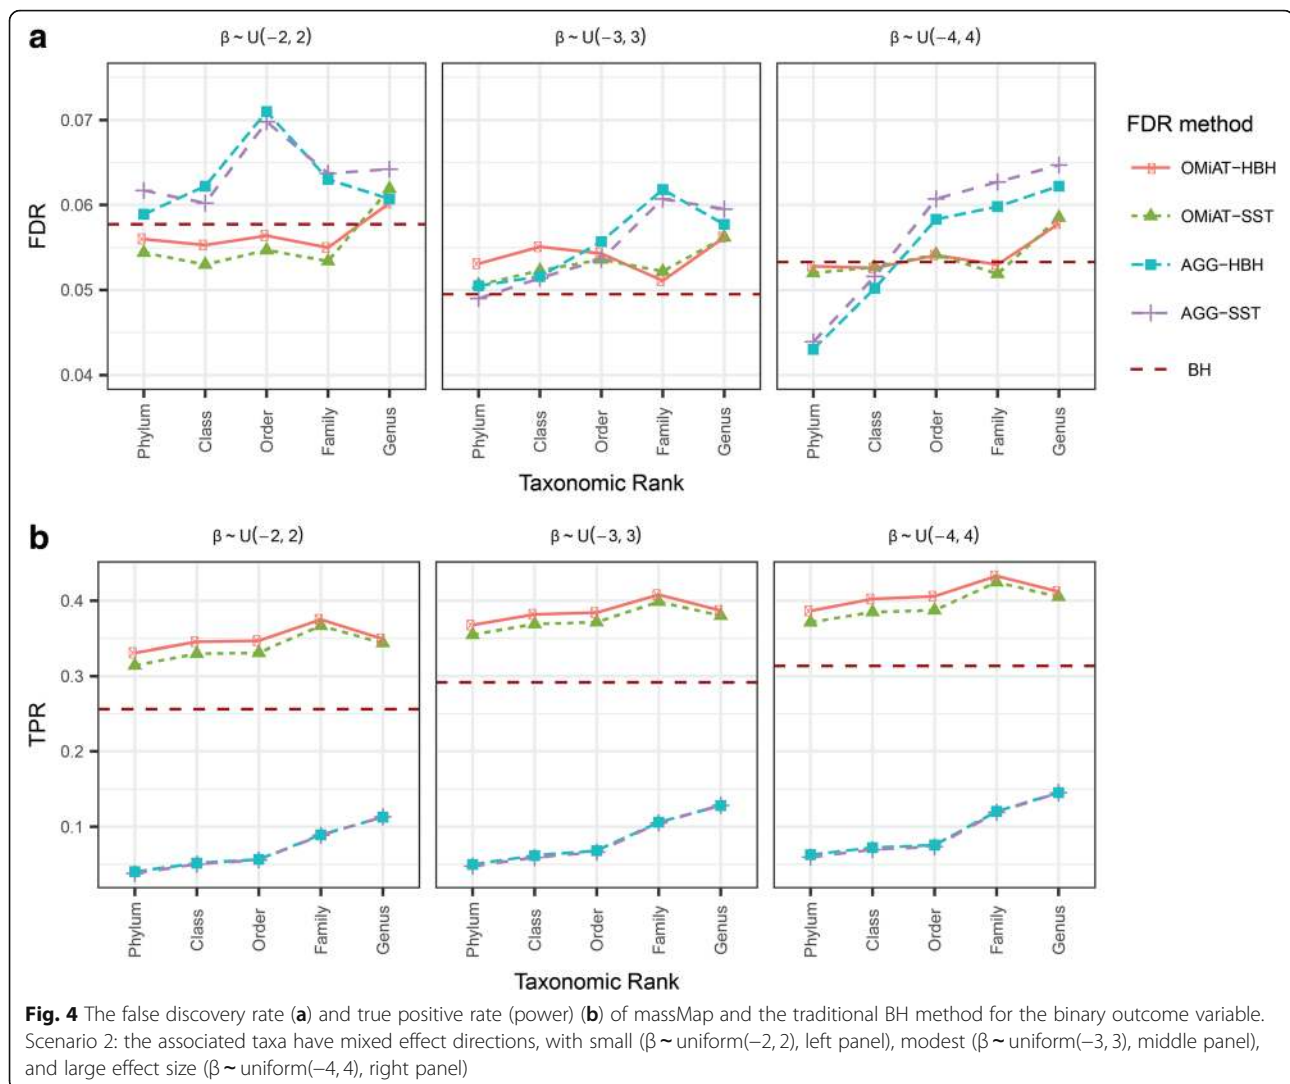 a
β ~ U(−2, 2)
β ~ U(−3, 3)
β ~ U(−4, 4)
FDR
0.07
0.06
0.05
0.04
Phylum
Class
Order
Family
Genus
Phylum
Class
Order
Family
Genus
Phylum
Class
Order
Family
Genus
Taxonomic Rank
FDR method
OMiAT−HBH
OMiAT−SST
AGG−HBH
AGG−SST
BH
b
β ~ U(−2, 2)
β ~ U(−3, 3)
β ~ U(−4, 4)
TPR
0.4
0.3
0.2
0.1
Phylum
Class
Order
Family
Genus
Phylum
Class
Order
Family
Genus
Phylum
Class
Order
Family
Genus
Taxonomic Rank
Fig. 4 The false discovery rate (a) and true positive rate (power) (b) of massMap and the traditional BH method for the binary outcome variable.
Scenario 2: the associated taxa have mixed effect directions, with small (β ~ uniform(−2, 2), left panel), modest (β ~ uniform(−3, 3), middle panel),
and large effect size (β ~ uniform(−4, 4), right panel)